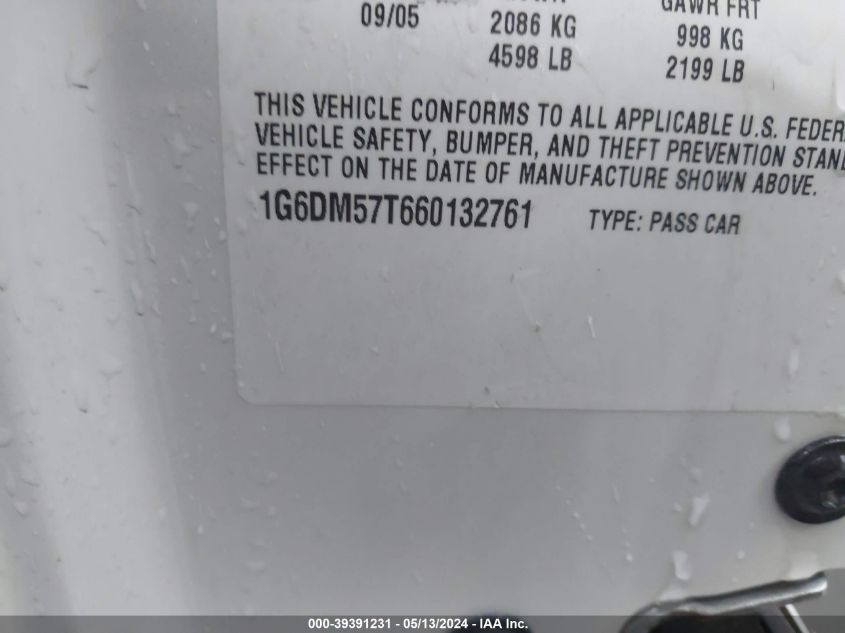 09/05 2086 KG 998 KG
4598 LB 2199 LB
GAWR FRT
THIS VEHICLE CONFORMS TO ALL APPLICABLE U.S. FEDER
VEHICLE SAFETY, BUMPER, AND THEFT PREVENTION STAN
EFFECT ON THE DATE OF MANUFACTURE SHOWN ABOVE.
1G6DM57T660132761 TYPE: PASS CAR
000-39391231 - 05/13/2024 - IAA Inc.